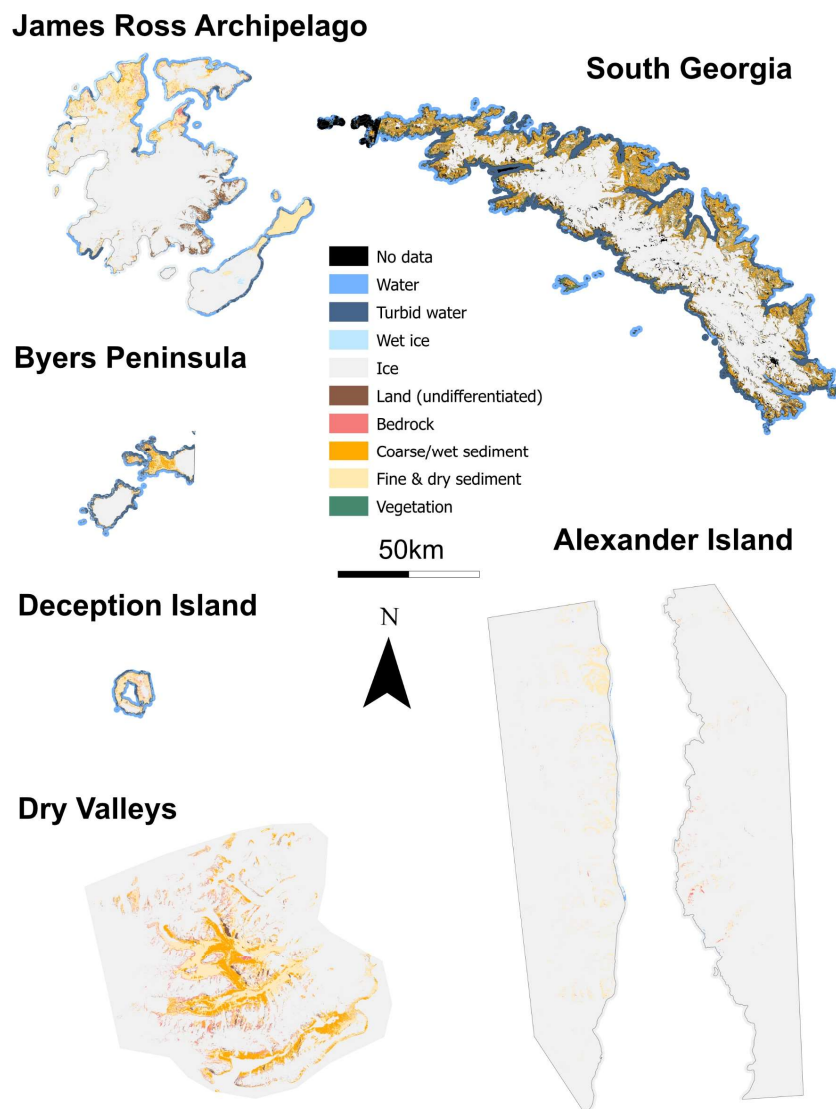 James Ross Archipelago
South Georgia
No data
Water
Turbid water
Wet ice
Ice
Land (undifferentiated)
Bedrock
Coarse/wet sediment
Fine & dry sediment
Vegetation
Byers Peninsula
50km
Alexander Island
Deception Island
N
Dry Valleys